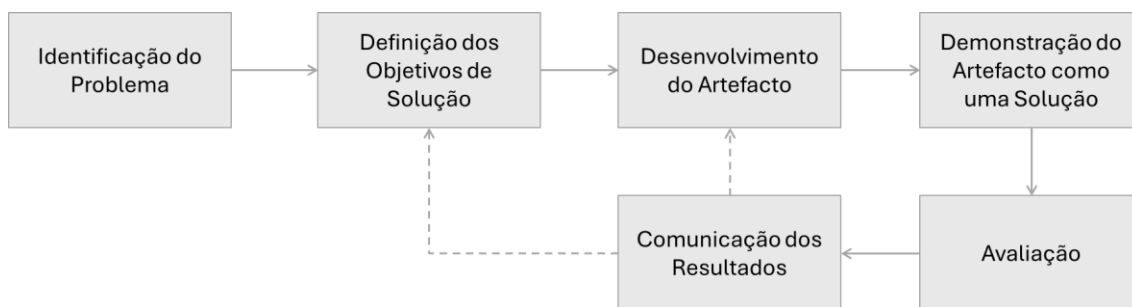 Identificação do
Problema
Definição dos
Objetivos de
Solução
Desenvolvimento
do Artefacto
Demonstração do
Artefacto como
uma Solução
Comunicação dos
Resultados
Avaliação